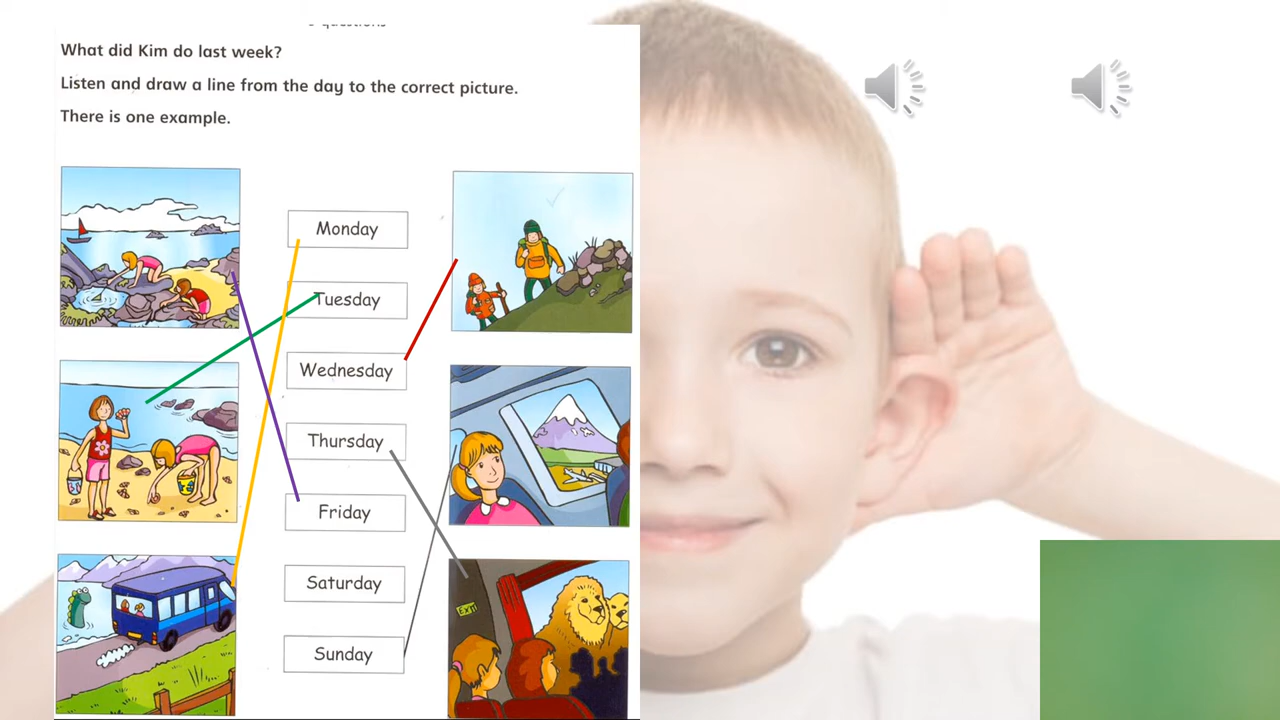 What did Kim do last week?
Listen and draw a line from the day to the correct picture.
There is one example.
Monday
Tuesday
Wednesday
Thursday
Friday
Saturday
Sunday
EXIT